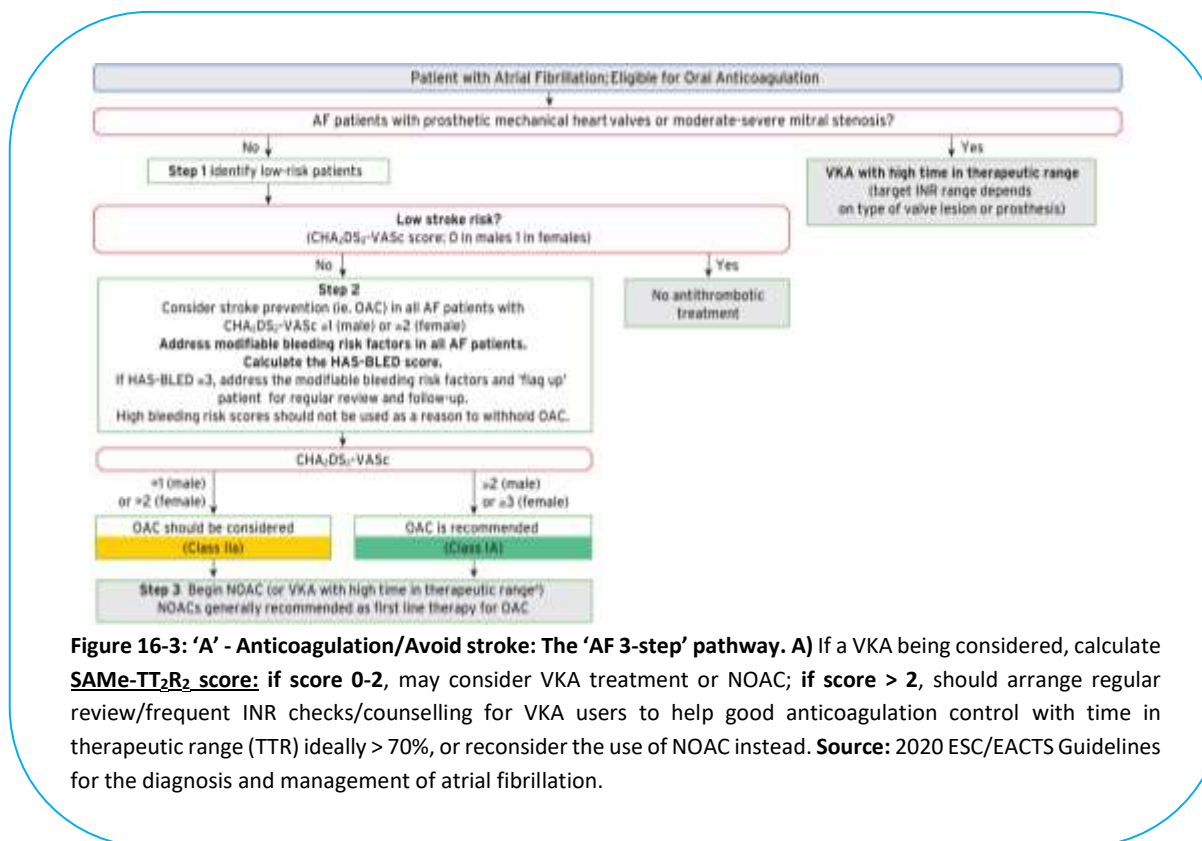 Patient with Atrial Fibrillation; Eligible for Oral Anticoagulation
AF patients with prosthetic mechanical heart valves or moderate-severe mitral stenosis?
No
Yes
Step 1 Identify low-risk patients
VKA with high time in therapeutic range
(target INR range depends
on type of valve lesion or prosthesis)
Low stroke risk?
(CHA₂DS₂-VASc score: 0 in males 1 in females)
No
Yes
Step 2
Consider stroke prevention (ie. OAC) in all AF patients with
CHA₂DS₂-VASc =1 (male) or =2 (female)
Address modifiable bleeding risk factors in all AF patients.
Calculate the HAS-BLED score.
If HAS-BLED =3, address the modifiable bleeding risk factors and 'flag up'
patient for regular review and follow-up.
High bleeding risk scores should not be used as a reason to withhold OAC.
No antithrombotic
treatment
CHA₂DS₂-VASc
=1 (male)
or =2 (female)
≥2 (male)
or ≥3 (female)
OAC should be considered
(Class IIa)
OAC is recommended
(Class IA)
Step 3 Begin NOAC (or VKA with high time in therapeutic range*)
NOACs generally recommended as first line therapy for OAC
Figure 16-3: ‘A’ - Anticoagulation/Avoid stroke: The ‘AF 3-step’ pathway. A) If a VKA being considered, calculate
SAMe-TT₂R₂ score: if score 0-2, may consider VKA treatment or NOAC; if score > 2, should arrange regular
review/frequent INR checks/counselling for VKA users to help good anticoagulation control with time in
therapeutic range (TTR) ideally > 70%, or reconsider the use of NOAC instead. Source: 2020 ESC/EACTS Guidelines
for the diagnosis and management of atrial fibrillation.